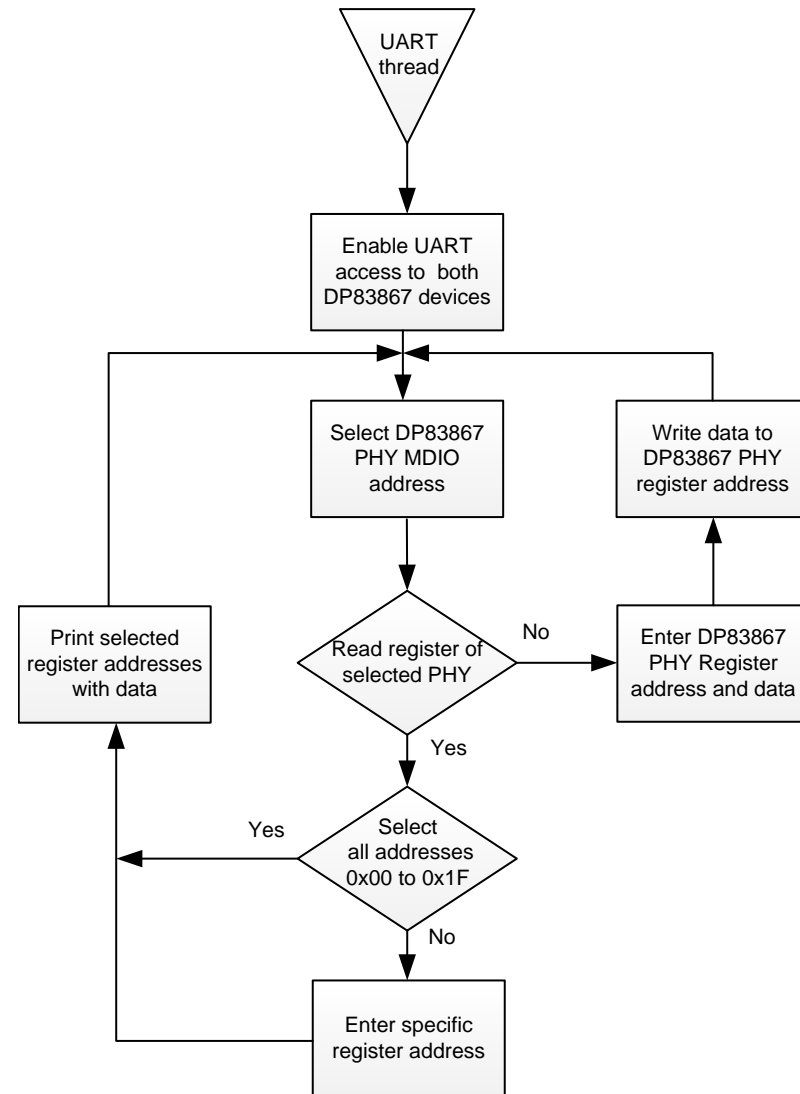 UART
thread
Enable UART
access to both
DP83867 devices
Select DP83867
PHY MDIO
address
Write data to
DP83867 PHY
register address
Print selected
register addresses
with data
Read register of
selected PHY
No
Enter DP83867
PHY Register
address and data
Yes
Yes
Select
all addresses
0x00 to 0x1F
No
Enter specific
register address